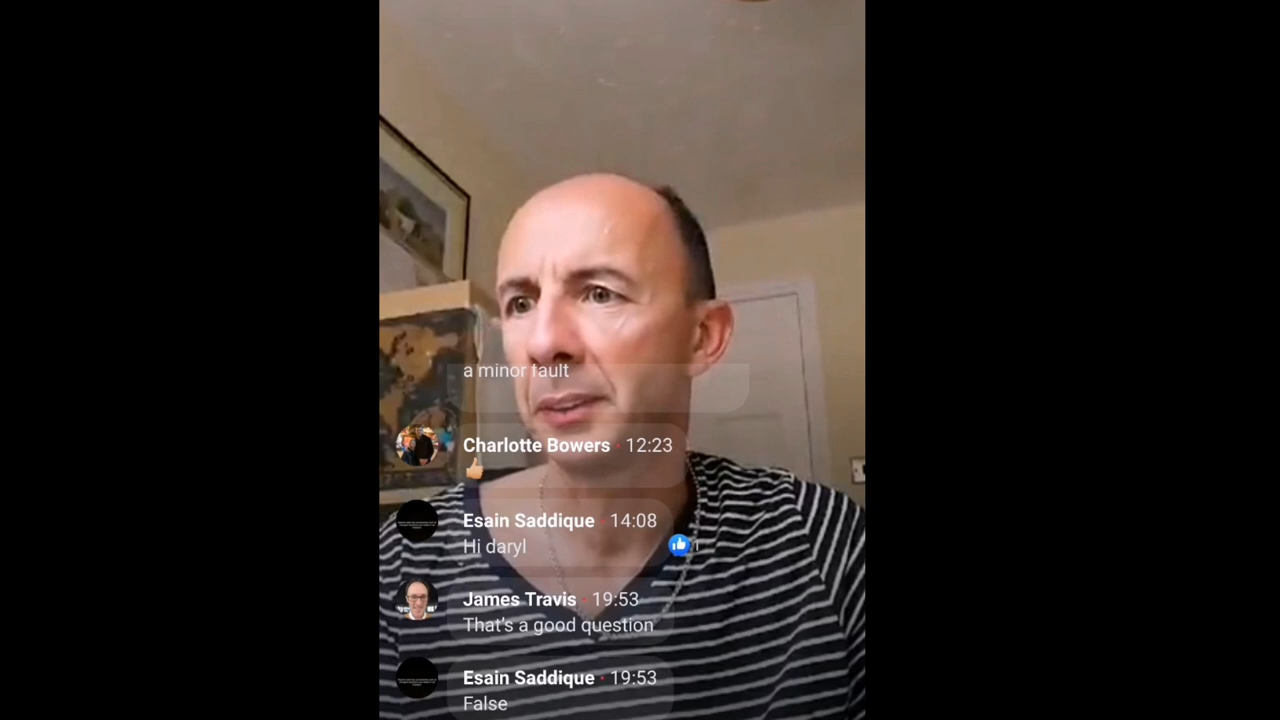 a minor fault
Charlotte Bowers · 12:23
👍🏼
Esain Saddique · 14:08
Hi daryl
1
James Travis · 19:53
That's a good question
Esain Saddique · 19:53
False